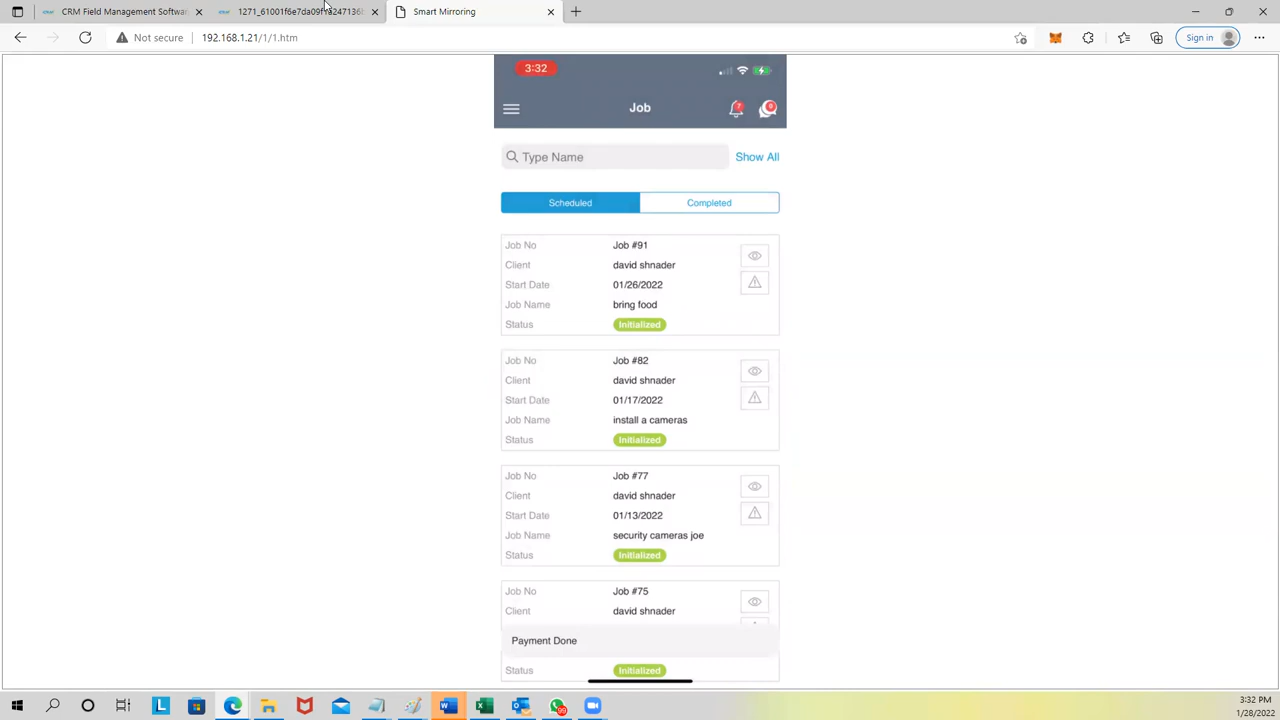 CRM Field Management Softwar
1271_61001f6e7da09
Smart Mirroring
Not secure
192.168.1.21/1/1.htm
Sign in
3:32
Job
7
0
Type Name
Show All
Scheduled
Completed
Job No Job #91
Client david shnader
Start Date 01/26/2022
Job Name bring food
Status Initialized
Job No Job #82
Client david shnader
Start Date 01/17/2022
Job Name install a cameras
Status Initialized
Job No Job #77
Client david shnader
Start Date 01/13/2022
Job Name security cameras joe
Status Initialized
Job No Job #75
Client david shnader
Payment Done
Status Initialized
L
99
3:32 PM
1/28/2022